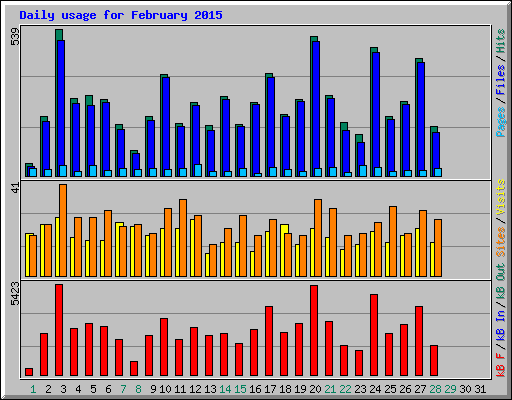 Daily usage for February 2015
539
Pages / Files / Hits
41
Sites / Visits
5423
kB F / kB In / kB Out
1 2 3 4 5 6 7 8 9 10 11 12 13 14 15 16 17 18 19 20 21 22 23 24 25 26 27 28 29 30 31